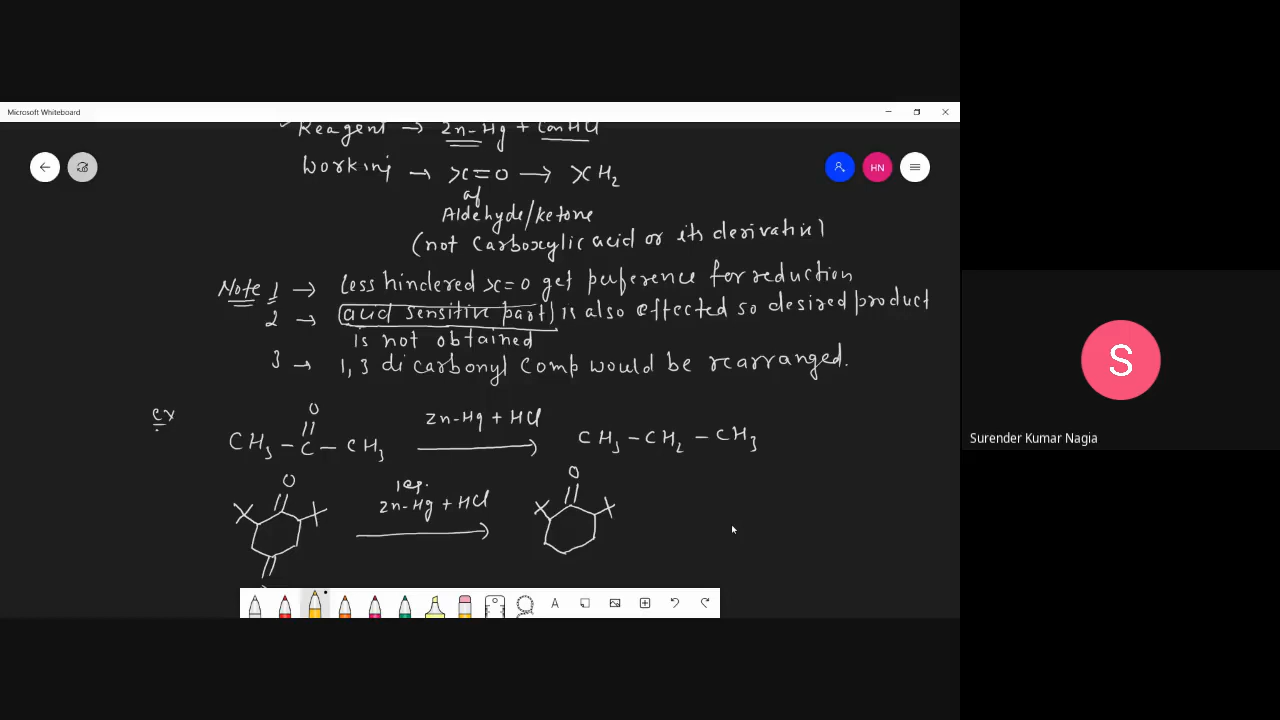 Microsoft Whiteboard
Reagent → Zn-Hg + Con HCl
Working → >C=O → >CH₂
of
Aldehyde/ketone
(not Carboxylic acid or its derivative)
HN
Note 1 → less hindered >C=O get preference for reduction
2 → acid sensitive part is also effected so desired product
is not obtained
3 → 1,3 di carbonyl Comp would be rearranged.
ex
O
CH₃ – C – CH₃ Zn-Hg + HCl CH₃ – CH₂ – CH₃
O 1eq. O
Zn-Hg + HCl
A
S
Surender Kumar Nagia